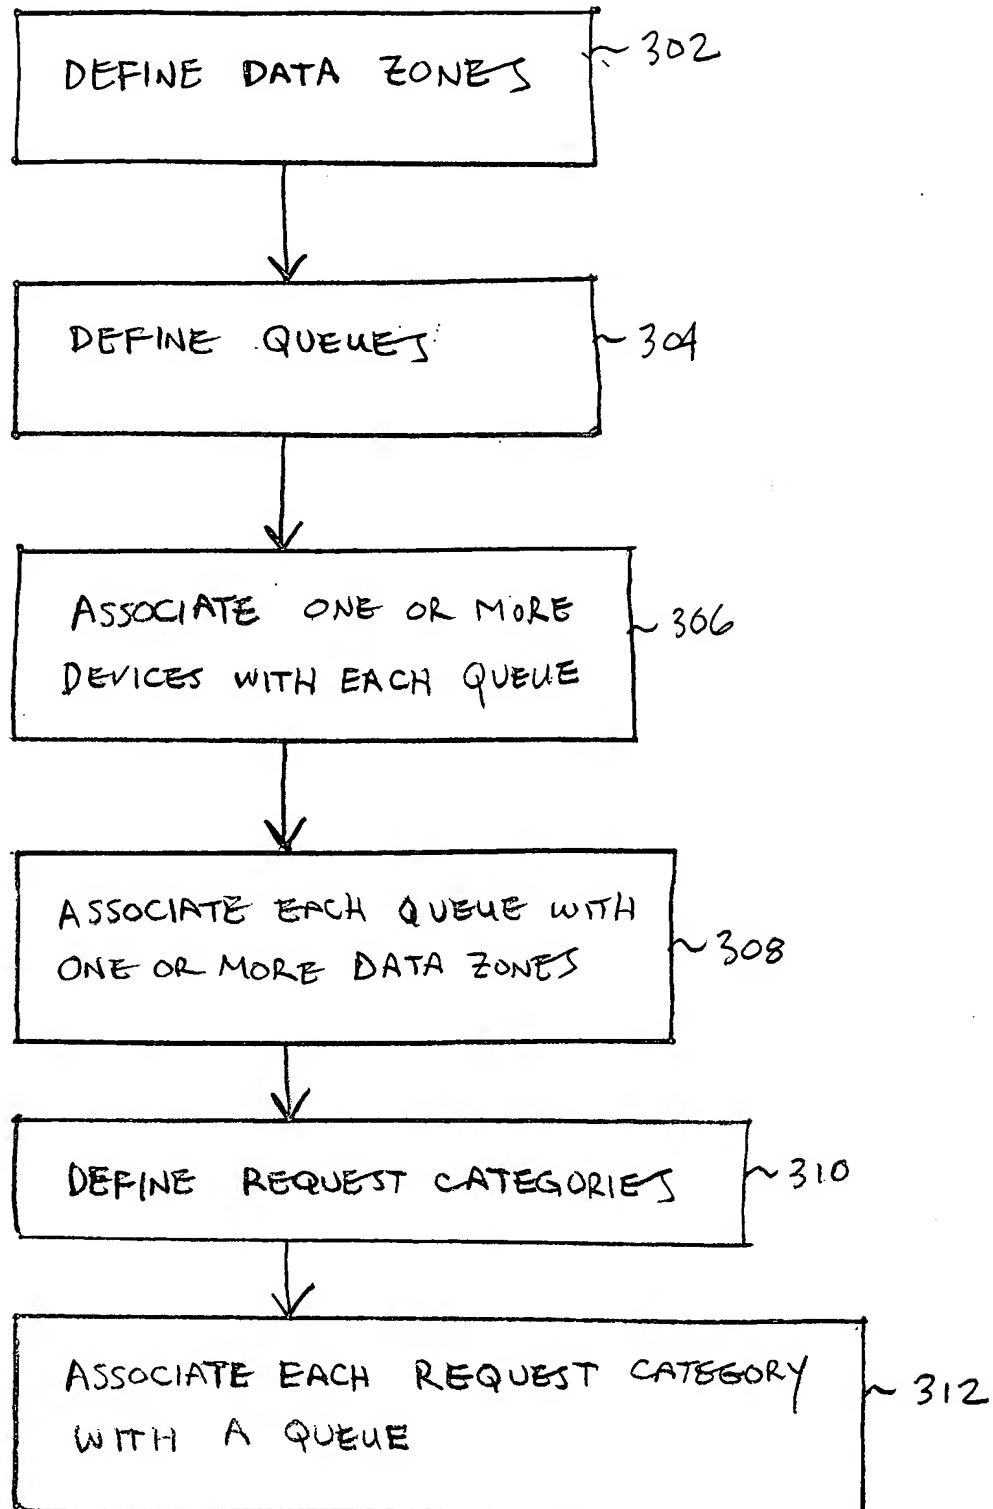 DEFINE DATA ZONES
302
DEFINE QUEUES
304
ASSOCIATE ONE OR MORE
DEVICES WITH EACH QUEUE
306
ASSOCIATE EACH QUEUE WITH
ONE OR MORE DATA ZONES
308
DEFINE REQUEST CATEGORIES
310
ASSOCIATE EACH REQUEST CATEGORY
WITH A QUEUE
312